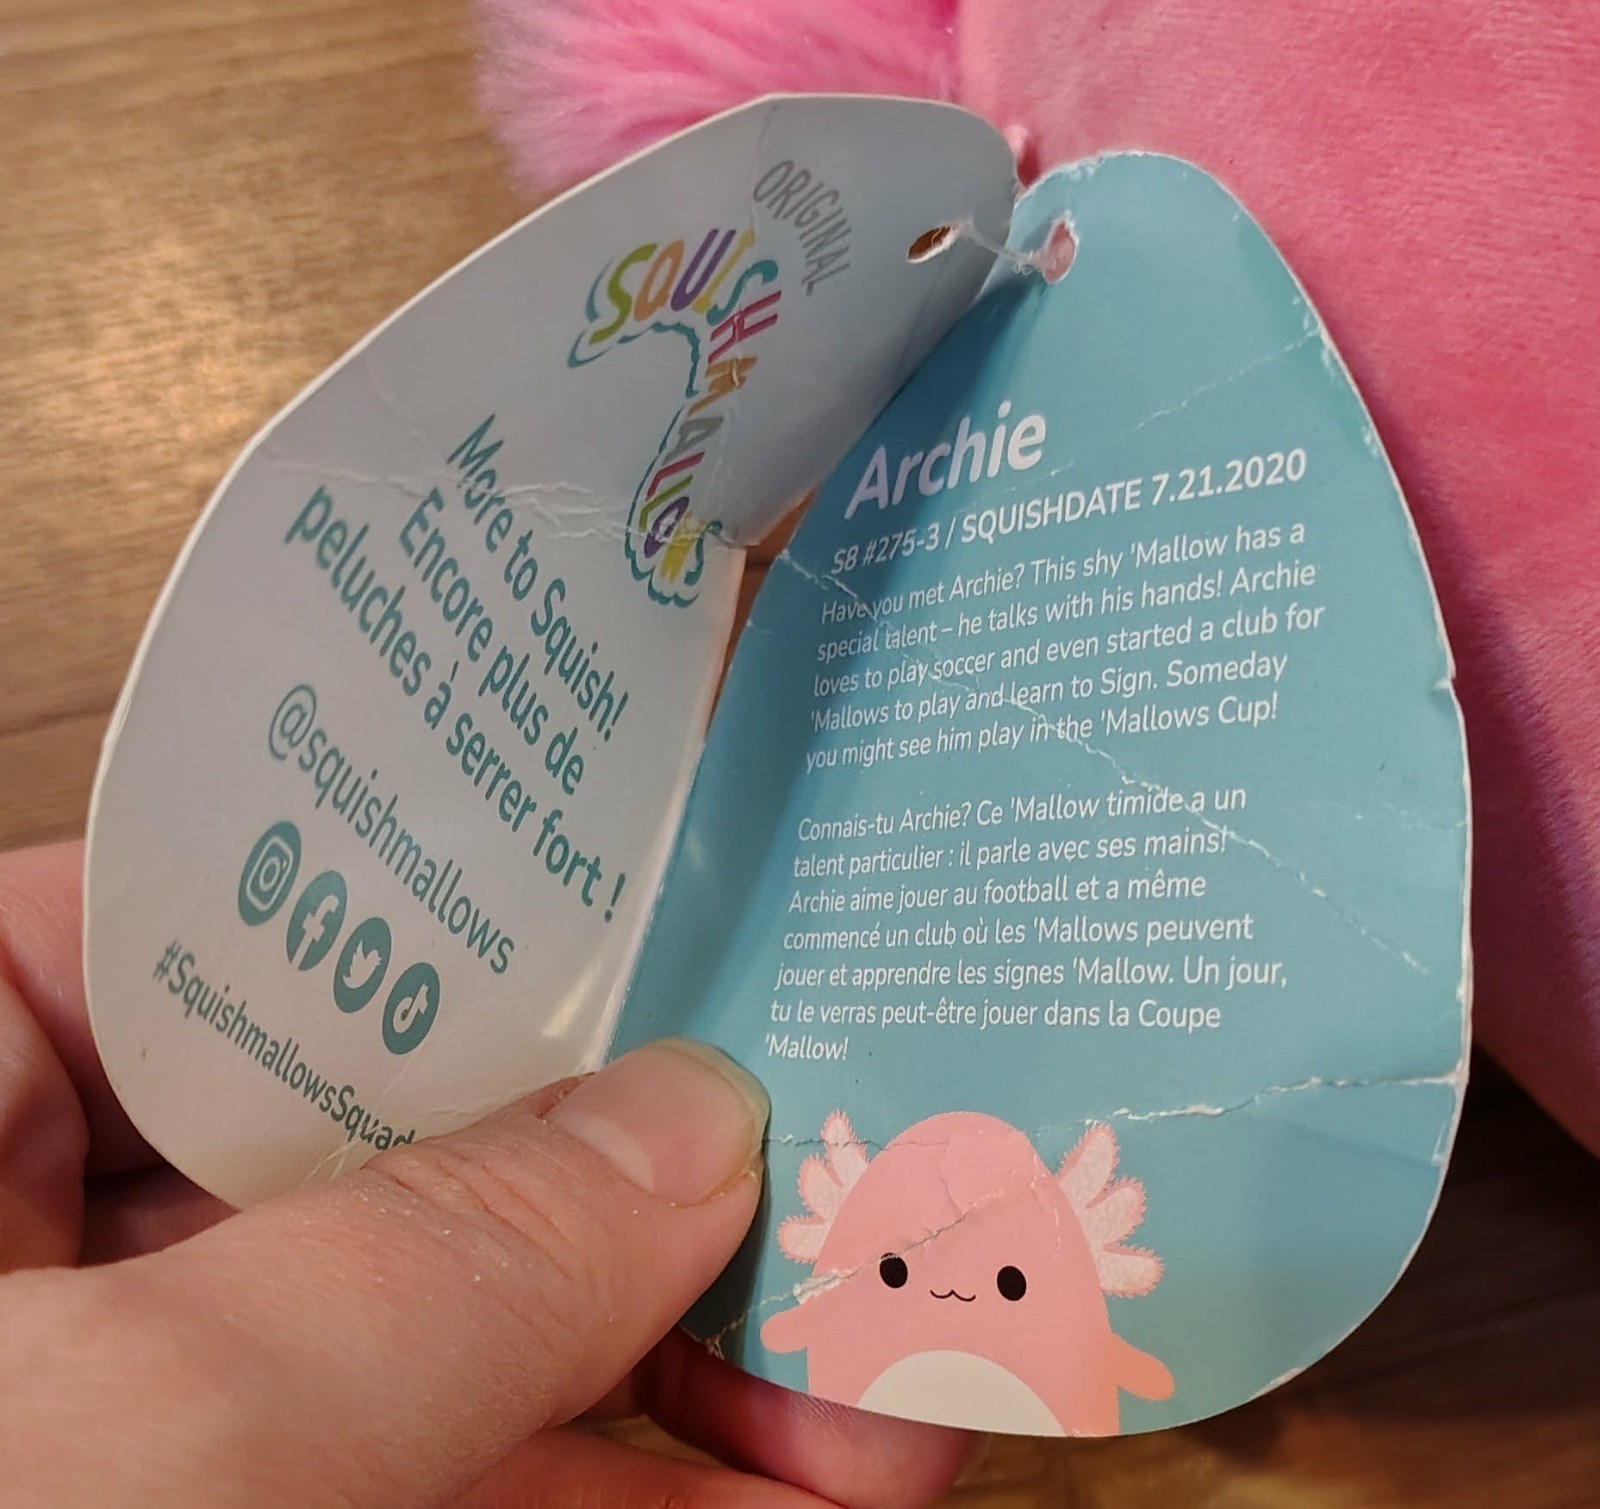 ORIGINAL
SQUISHMALLOWS
More to Squish!
Encore plus de
peluches à serrer fort !
@squishmallows
#SquishmallowsSquad
Archie
S8 #275-3 / SQUISHDATE 7.21.2020
Have you met Archie? This shy 'Mallow has a
special talent – he talks with his hands! Archie
loves to play soccer and even started a club for
'Mallows to play and learn to Sign. Someday
you might see him play in the 'Mallows Cup!
Connais-tu Archie? Ce 'Mallow timide a un
talent particulier : il parle avec ses mains!
Archie aime jouer au football et a même
commencé un club où les 'Mallows peuvent
jouer et apprendre les signes 'Mallow. Un jour,
tu le verras peut-être jouer dans la Coupe
'Mallow!